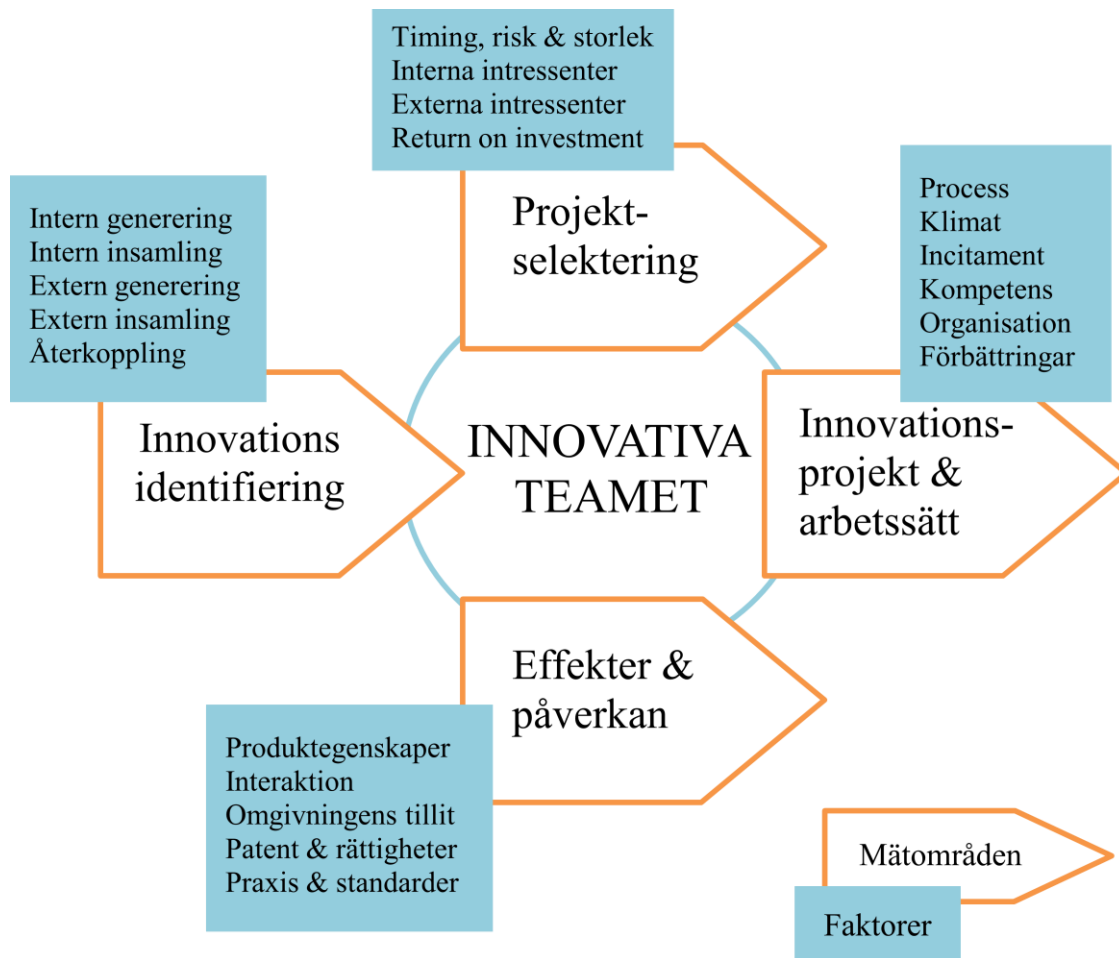 Timing, risk & storlek
Interna intressenter
Externa intressenter
Return on investment
Projekt-
selektering
Intern generering
Intern insamling
Extern generering
Extern insamling
Återkoppling
Innovations
identifiering
INNOVATIVA
TEAMET
Process
Klimat
Incitament
Kompetens
Organisation
Förbättringar
Innovations-
projekt &
arbetssätt
Effekter &
påverkan
Produktegenskaper
Interaktion
Omgivningens tillit
Patent & rättigheter
Praxis & standarder
Mätområden
Faktorer